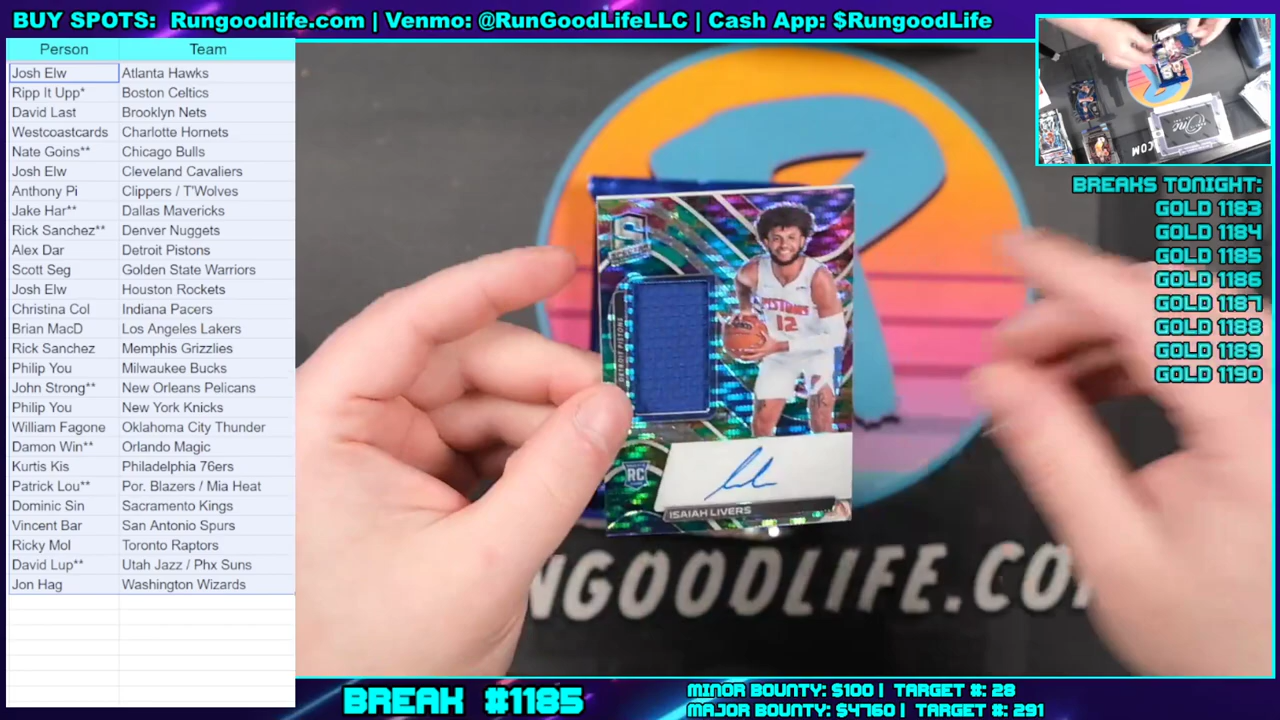 BUY SPOTS: Rungoodlife.com | Venmo: @RunGoodLifeLLC | Cash App: $RungoodLife
Person Team
Josh Elw Atlanta Hawks
Ripp It Upp* Boston Celtics
David Last Brooklyn Nets
Westcoastcards Charlotte Hornets
Nate Goins** Chicago Bulls
Josh Elw Cleveland Cavaliers
Anthony Pi Clippers / T'Wolves
Jake Har** Dallas Mavericks
Rick Sanchez** Denver Nuggets
Alex Dar Detroit Pistons
Scott Seg Golden State Warriors
Josh Elw Houston Rockets
Christina Col Indiana Pacers
Brian MacD Los Angeles Lakers
Rick Sanchez Memphis Grizzlies
Philip You Milwaukee Bucks
John Strong** New Orleans Pelicans
Philip You New York Knicks
William Fagone Oklahoma City Thunder
Damon Win** Orlando Magic
Kurtis Kis Philadelphia 76ers
Patrick Lou** Por. Blazers / Mia Heat
Dominic Sin Sacramento Kings
Vincent Bar San Antonio Spurs
Ricky Mol Toronto Raptors
David Lup** Utah Jazz / Phx Suns
Jon Hag Washington Wizards
BREAKS TONIGHT:
GOLD 1183
GOLD 1184
GOLD 1185
GOLD 1186
GOLD 1187
GOLD 1188
GOLD 1189
GOLD 1190
DETROIT PISTONS
PISTONS
12
RC
ISAIAH LIVERS
NGOODLIFE.CO
BREAK #1185
MINOR BOUNTY: $100 | TARGET #: 28
MAJOR BOUNTY: $4760 | TARGET #: 291